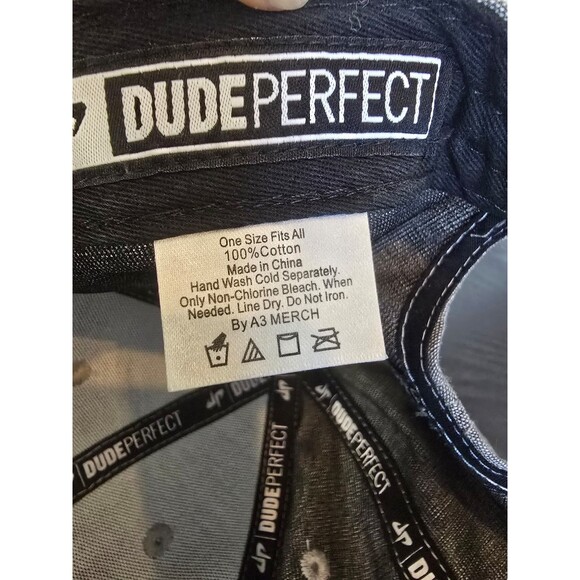 DUDEPERFECT
One Size Fits All
100%Cotton
Made in China
Hand Wash Cold Separately.
Only Non-Chlorine Bleach. When
Needed. Line Dry. Do Not Iron.
By A3 MERCH
DUDEPERFECT
DUDEPERFECT
DUDEPERFECT